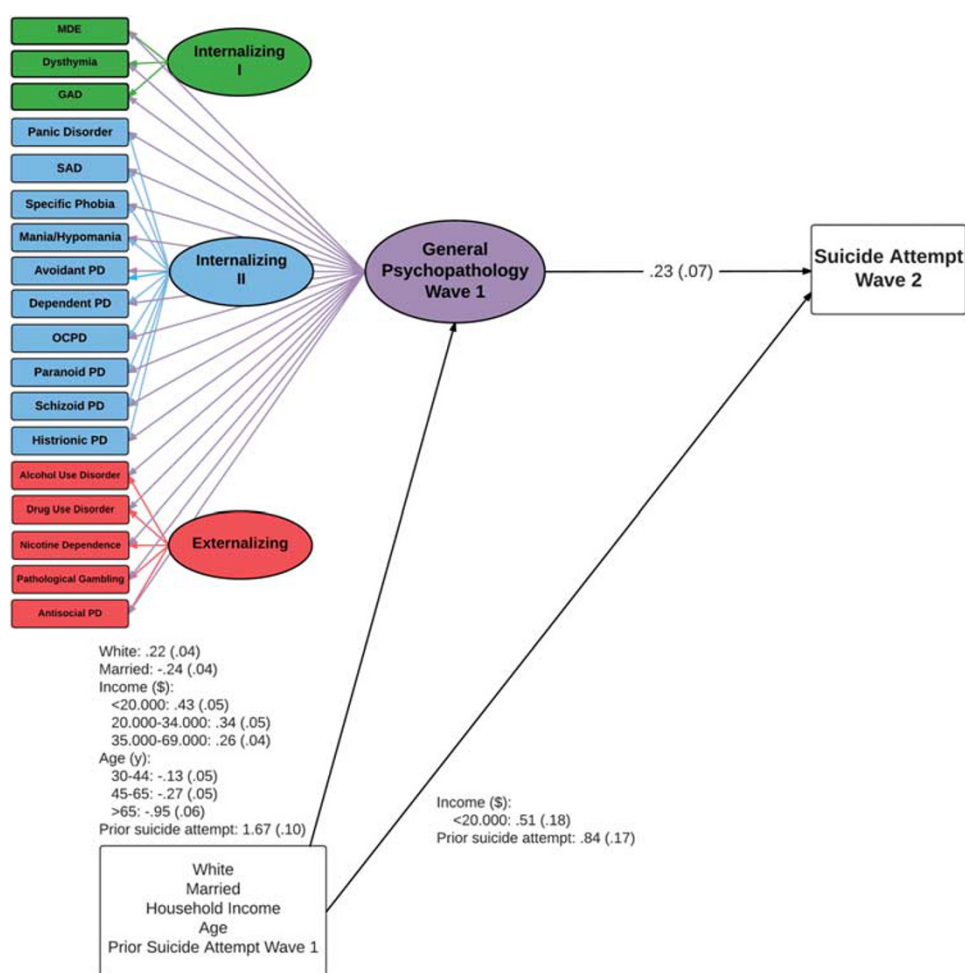 MDE
Dysthymia
GAD
Panic Disorder
SAD
Specific Phobia
Mania/Hypomania
Avoidant PD
Dependent PD
OCPD
Paranoid PD
Schizoid PD
Histrionic PD
Alcohol Use Disorder
Drug Use Disorder
Nicotine Dependence
Pathological Gambling
Antisocial PD
Internalizing
I
Internalizing
II
Externalizing
General
Psychopathology
Wave 1
.23 (.07)
Suicide Attempt
Wave 2
White: .22 (.04)
Married: -.24 (.04)
Income ($):
<20.000: .43 (.05)
20.000-34.000: .34 (.05)
35.000-69.000: .26 (.04)
Age (y):
30-44: -.13 (.05)
45-65: -.27 (.05)
>65: -.95 (.06)
Prior suicide attempt: 1.67 (.10)
Income ($):
<20.000: .51 (.18)
Prior suicide attempt: .84 (.17)
White
Married
Household Income
Age
Prior Suicide Attempt Wave 1